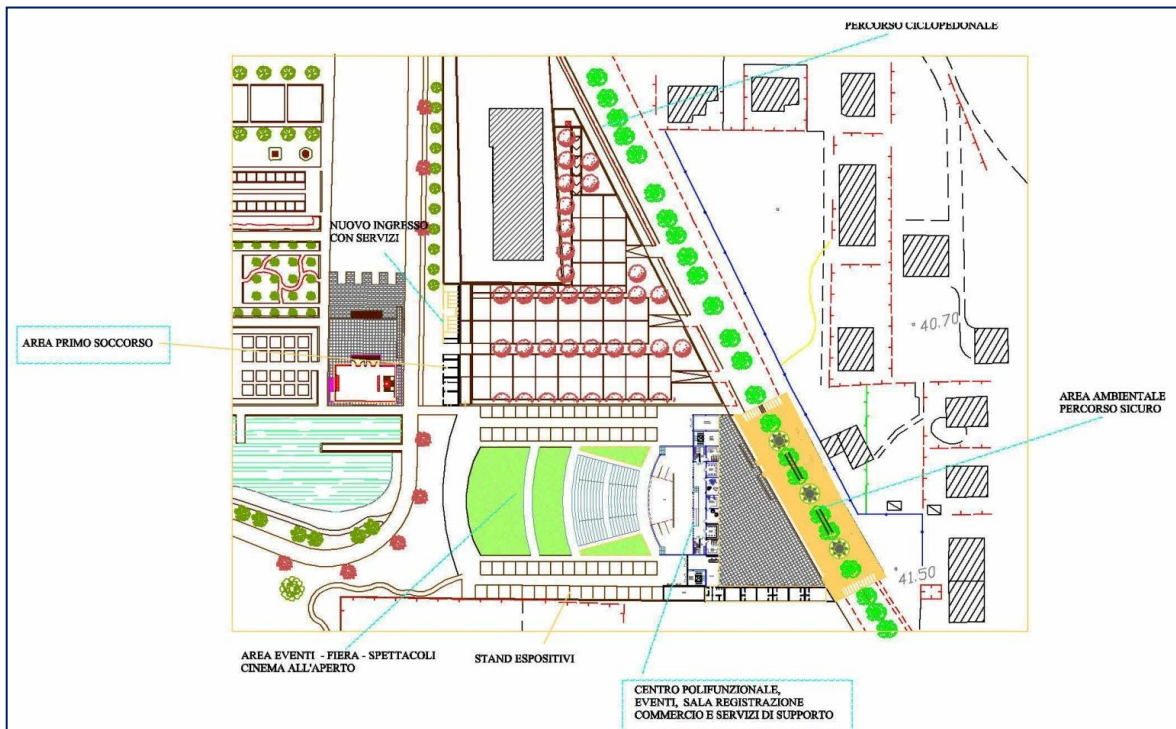 PERCORSO CICLOPEDONALE
NUOVO INGRESSO
CON SERVIZI
AREA PRIMO SOCCORSO
40.70
AREA AMBIENTALE
PERCORSO SICURO
41.50
AREA EVENTI - FIERA - SPETTACOLI
CINEMA ALL'APERTO
STAND ESPOSITIVI
CENTRO POLIFUNZIONALE,
EVENTI, SALA REGISTRAZIONE
COMMERCIO E SERVIZI DI SUPPORTO